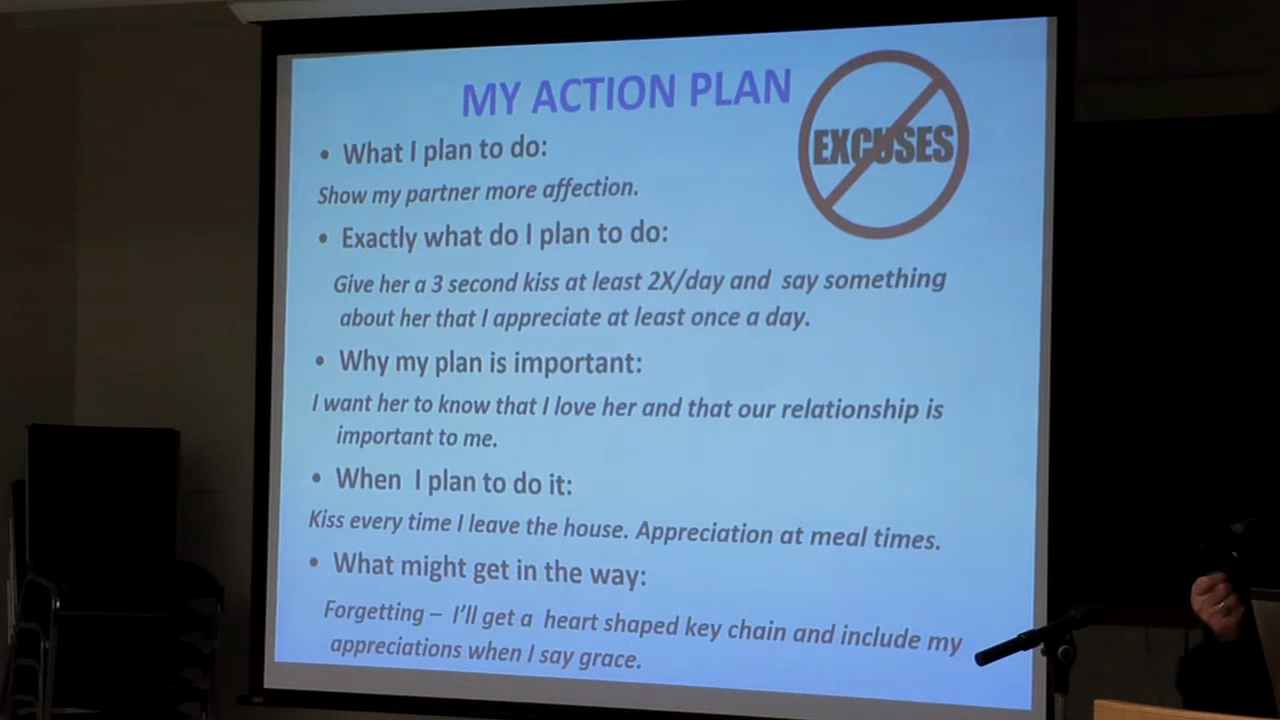 MY ACTION PLAN
EXCUSES
• What I plan to do:
Show my partner more affection.
• Exactly what do I plan to do:
Give her a 3 second kiss at least 2X/day and say something
about her that I appreciate at least once a day.
• Why my plan is important:
I want her to know that I love her and that our relationship is
important to me.
• When I plan to do it:
Kiss every time I leave the house. Appreciation at meal times.
• What might get in the way:
Forgetting – I'll get a heart shaped key chain and include my
appreciations when I say grace.